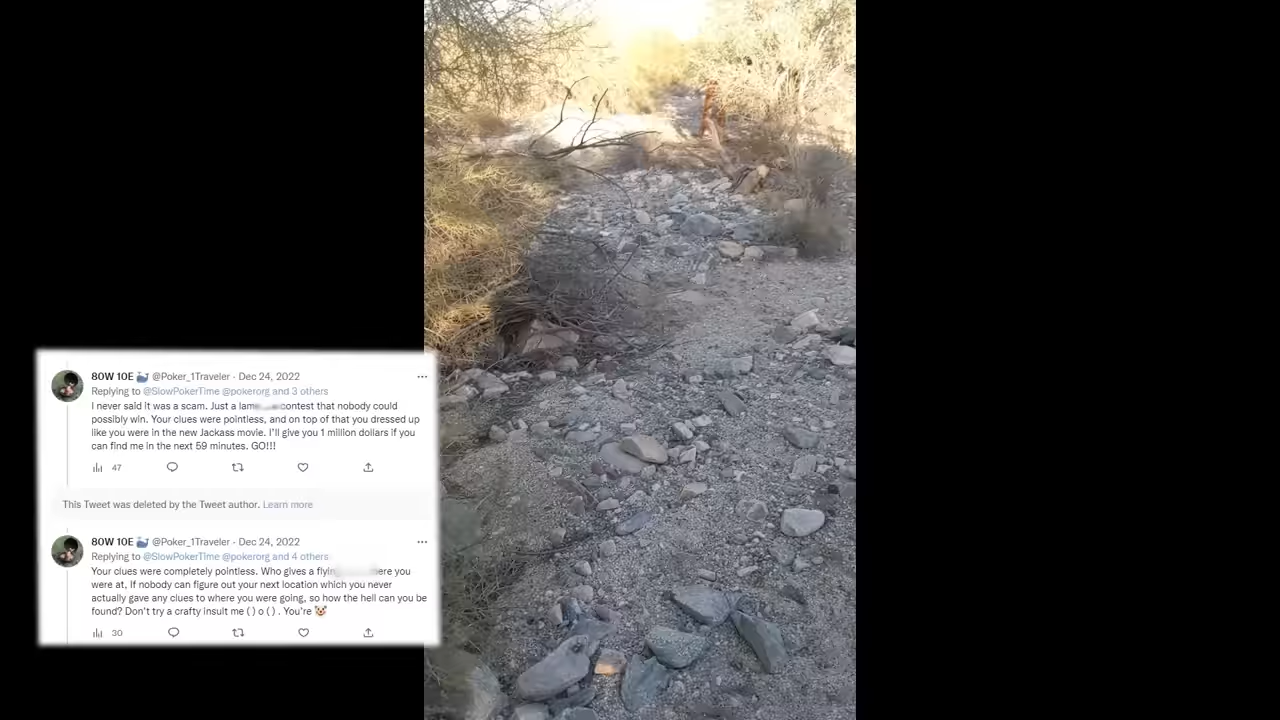 8OW 10E 🐳 @Poker_1Traveler · Dec 24, 2022
Replying to @SlowPokerTime @pokerorg and 3 others
I never said it was a scam. Just a lame contest that nobody could
possibly win. Your clues were pointless, and on top of that you dressed up
like you were in the new Jackass movie. I'll give you 1 million dollars if you
can find me in the next 59 minutes. GO!!!
47
This Tweet was deleted by the Tweet author. Learn more
8OW 10E 🐳 @Poker_1Traveler · Dec 24, 2022
Replying to @SlowPokerTime @pokerorg and 4 others
Your clues were completely pointless. Who gives a you
were at, If nobody can figure out your next location which you never
actually gave any clues to where you were going, so how the hell can you be
found? Don't try a crafty insult me ( ) o ( ) . You're 🤡
30